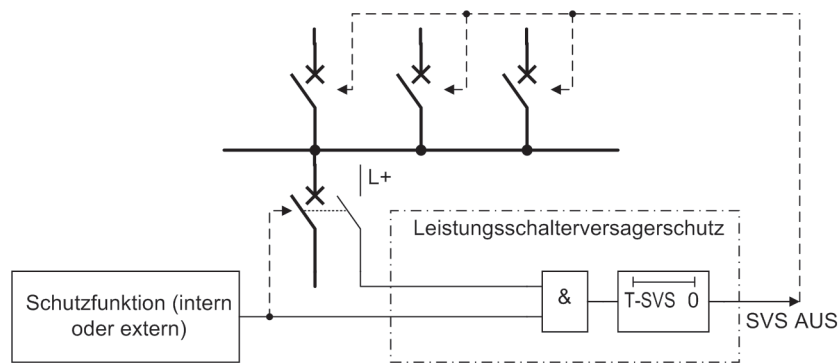 L+
Leistungsschalterversagerschutz
Schutzfunktion (intern
oder extern)
&
T-SVS 0
SVS AUS